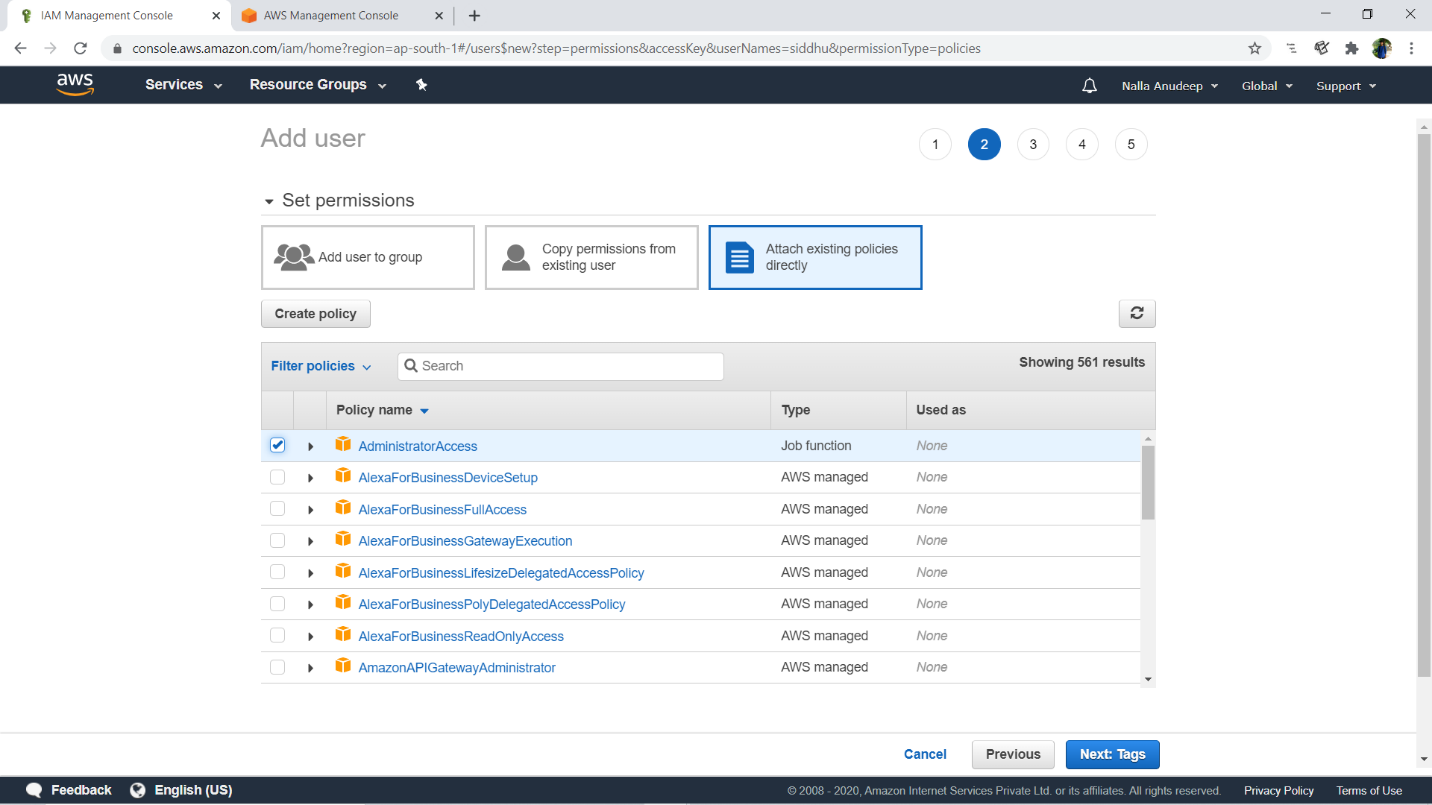 IAM Management Console
AWS Management Console
console.aws.amazon.com/iam/home?region=ap-south-1#/users$new?step=permissions&accessKey&userNames=siddhu&permissionType=policies
aws Services Resource Groups Nalla Anudeep Global Support
Add user
1 2 3 4 5
Set permissions
Add user to group
Copy permissions from existing user
Attach existing policies directly
Create policy
Filter policies Search Showing 561 results
Policy name Type Used as
AdministratorAccess Job function None
AlexaForBusinessDeviceSetup AWS managed None
AlexaForBusinessFullAccess AWS managed None
AlexaForBusinessGatewayExecution AWS managed None
AlexaForBusinessLifesizeDelegatedAccessPolicy AWS managed None
AlexaForBusinessPolyDelegatedAccessPolicy AWS managed None
AlexaForBusinessReadOnlyAccess AWS managed None
AmazonAPIGatewayAdministrator AWS managed None
Cancel Previous Next: Tags
Feedback English (US) © 2008 - 2020, Amazon Internet Services Private Ltd. or its affiliates. All rights reserved. Privacy Policy Terms of Use